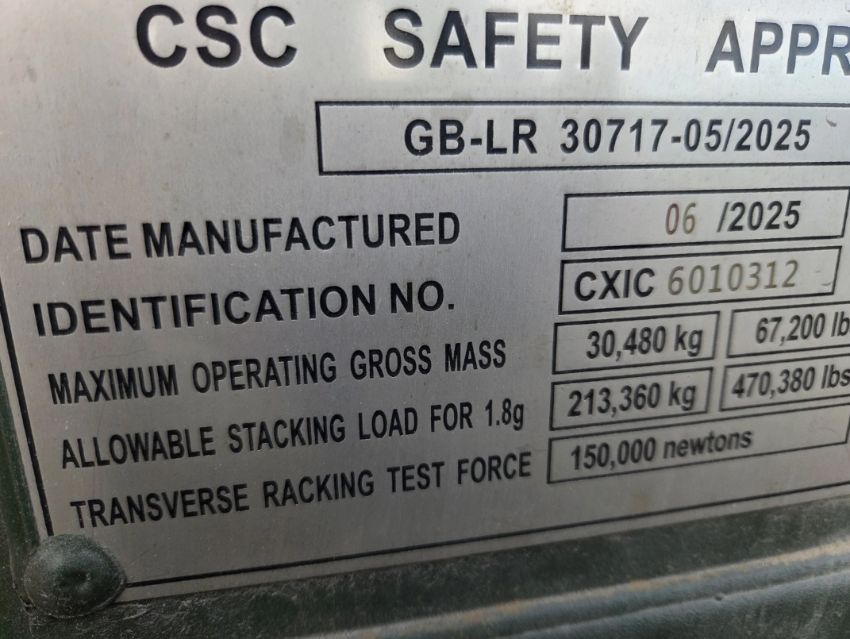 CSC SAFETY APPR
GB-LR 30717-05/2025
DATE MANUFACTURED 06 /2025
IDENTIFICATION NO. CXIC 6010312
MAXIMUM OPERATING GROSS MASS 30,480 kg 67,200 lb
ALLOWABLE STACKING LOAD FOR 1.8g 213,360 kg 470,380 lbs
TRANSVERSE RACKING TEST FORCE 150,000 newtons